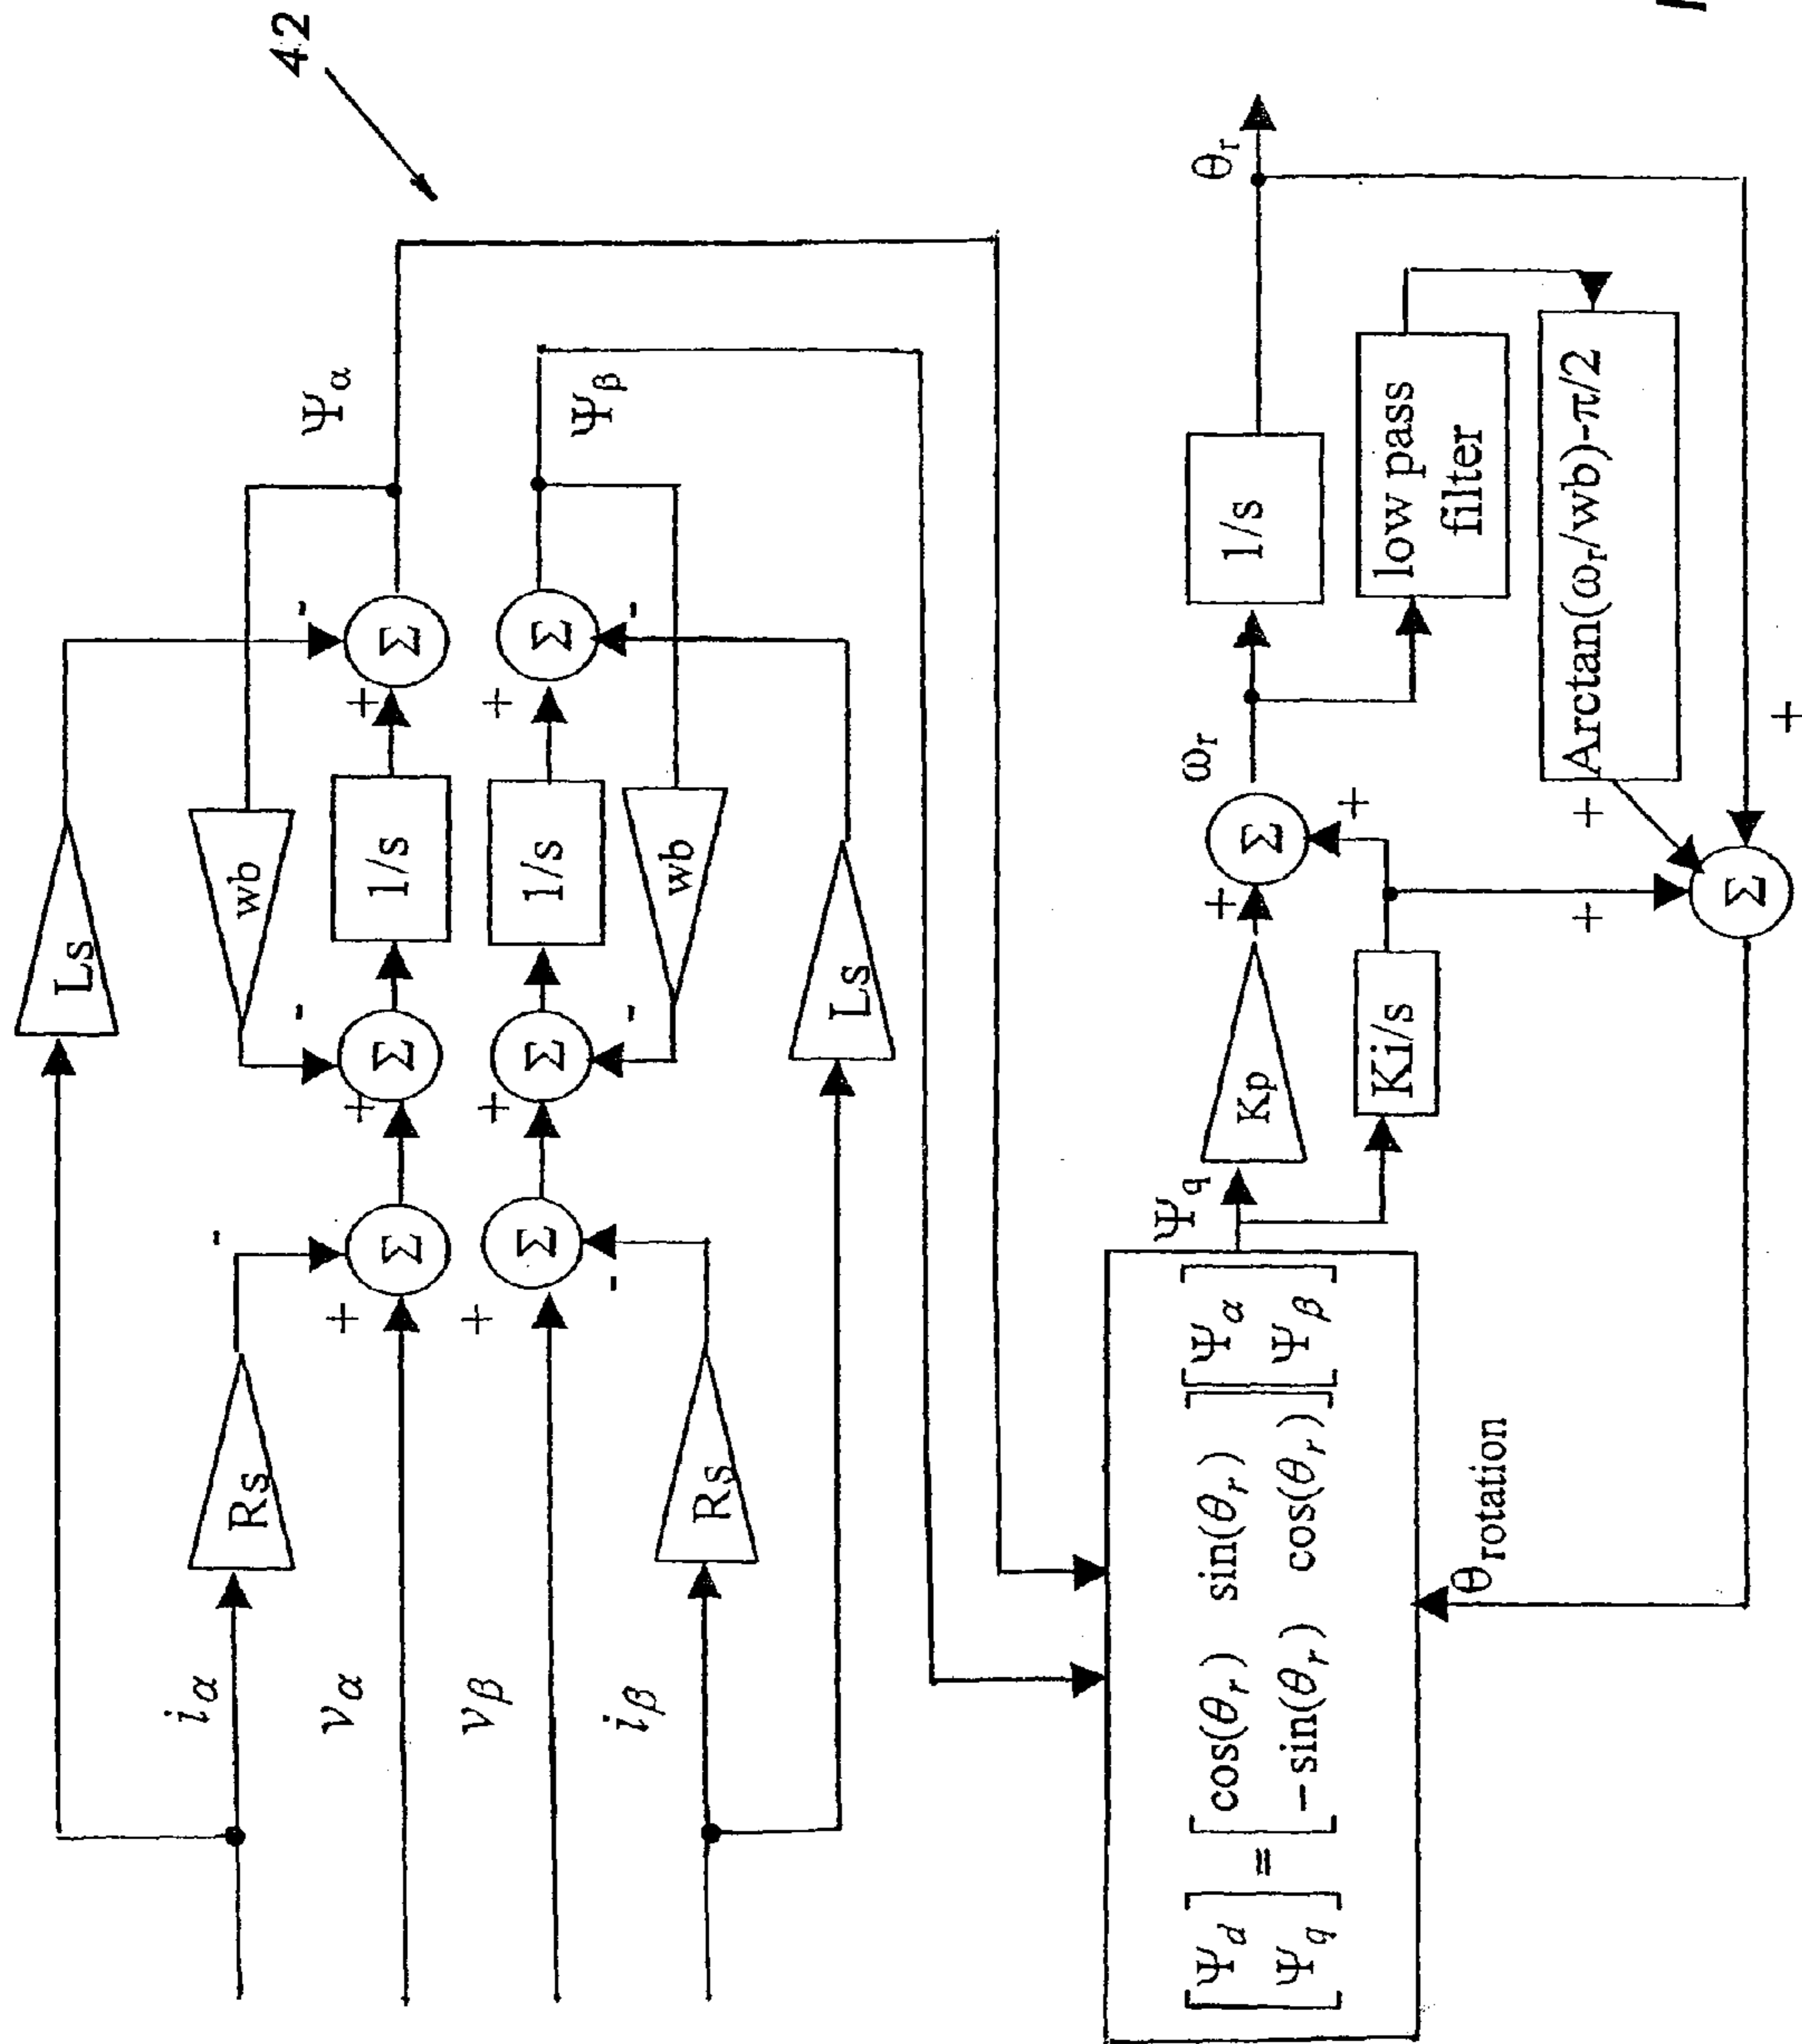 42
Ls
wb
iα
Rs
-
-
-
Ψα
να
+
Σ
+
Σ
1/s
+
Σ
νβ
+
Σ
+
Σ
1/s
+
Σ
Ψβ
iβ
Rs
-
-
-
wb
Ls
[Ψd Ψq] = [cos(θr) sin(θr) -sin(θr) cos(θr)] [Ψα Ψβ]
Ψq
Kp
+
Σ
ωr
1/s
θr
Ki/s
+
low pass
filter
Arctan(ωr/wb)-π/2
θrotation
+
+
Σ
+